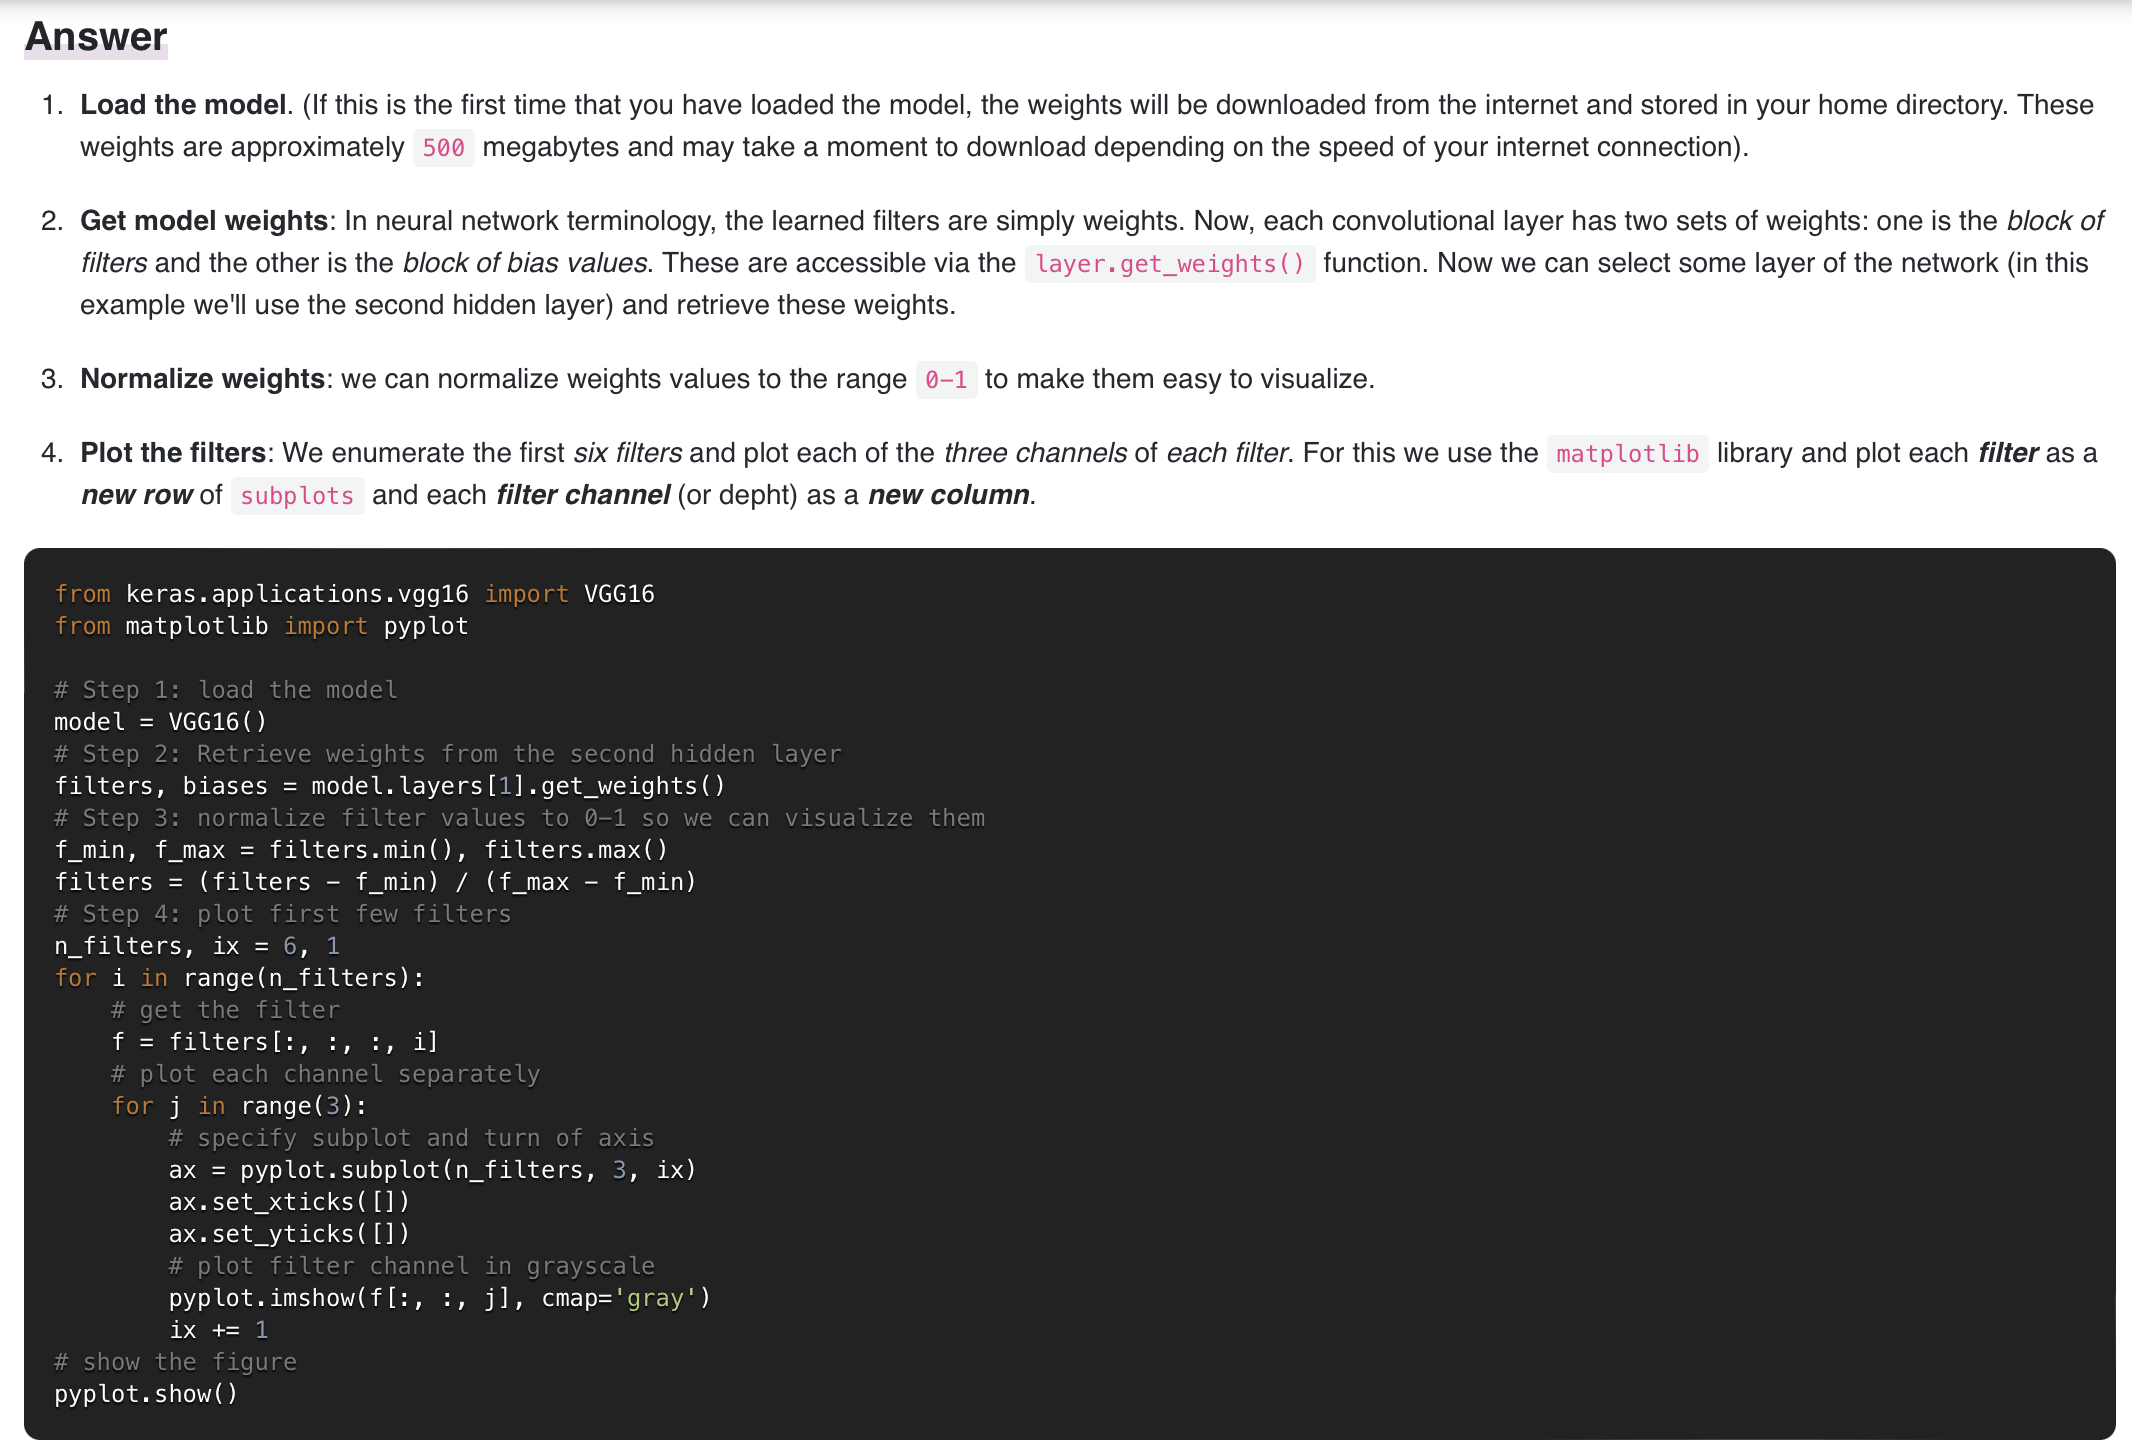 Answer
1. Load the model. (If this is the first time that you have loaded the model, the weights will be downloaded from the internet and stored in your home directory. These
weights are approximately 500 megabytes and may take a moment to download depending on the speed of your internet connection).
2. Get model weights: In neural network terminology, the learned filters are simply weights. Now, each convolutional layer has two sets of weights: one is the block of
filters and the other is the block of bias values. These are accessible via the layer.get_weights() function. Now we can select some layer of the network (in this
example we'll use the second hidden layer) and retrieve these weights.
3. Normalize weights: we can normalize weights values to the range 0–1 to make them easy to visualize.
4. Plot the filters: We enumerate the first six filters and plot each of the three channels of each filter. For this we use the matplotlib library and plot each filter as a
new row of subplots and each filter channel (or depht) as a new column.
from keras.applications.vgg16 import VGG16
from matplotlib import pyplot
# Step 1: load the model
model = VGG16()
# Step 2: Retrieve weights from the second hidden layer
filters, biases = model.layers[1].get_weights()
# Step 3: normalize filter values to 0–1 so we can visualize them
f_min, f_max = filters.min(), filters.max()
filters = (filters – f_min) / (f_max – f_min)
# Step 4: plot first few filters
n_filters, ix = 6, 1
for i in range(n_filters):
    # get the filter
    f = filters[:, :, :, i]
    # plot each channel separately
    for j in range(3):
        # specify subplot and turn of axis
        ax = pyplot.subplot(n_filters, 3, ix)
        ax.set_xticks([])
        ax.set_yticks([])
        # plot filter channel in grayscale
        pyplot.imshow(f[:, :, j], cmap='gray')
        ix += 1
# show the figure
pyplot.show()